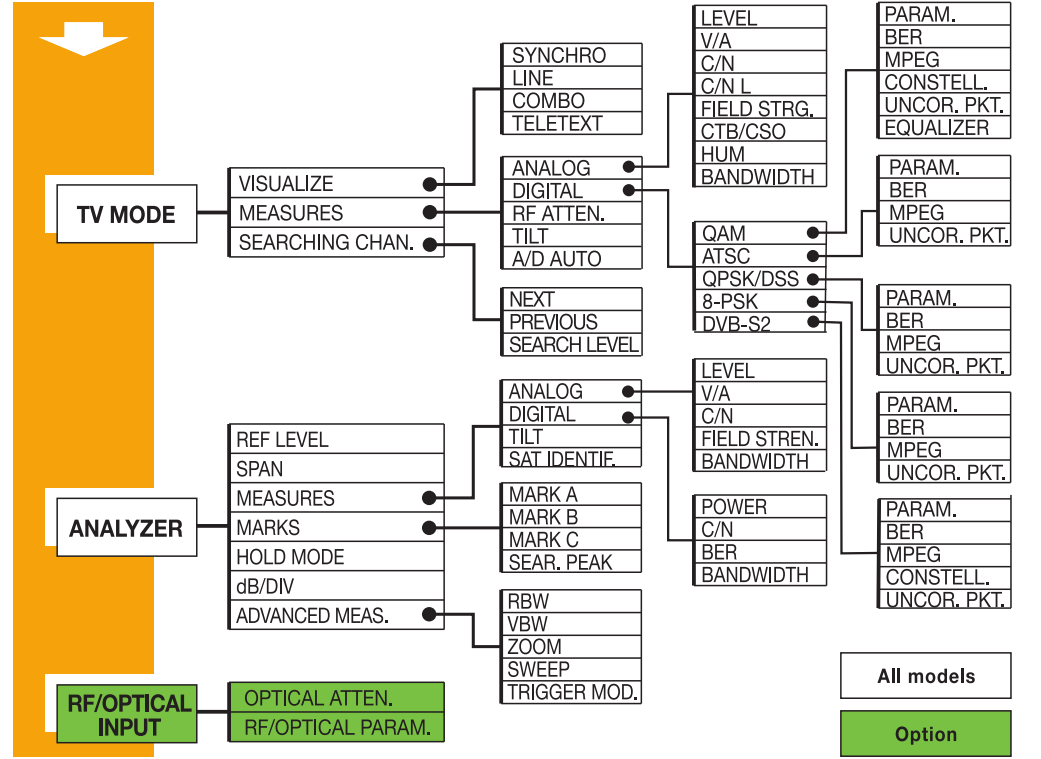 TV MODE
VISUALIZE
MEASURES
SEARCHING CHAN.
SYNCHRO
LINE
COMBO
TELETEXT
ANALOG
DIGITAL
RF ATTEN.
TILT
A/D AUTO
NEXT
PREVIOUS
SEARCH LEVEL
LEVEL
V/A
C/N
C/N L
FIELD STRG.
CTB/CSO
HUM
BANDWIDTH
QAM
ATSC
QPSK/DSS
8-PSK
DVB-S2
PARAM.
BER
MPEG
CONSTELL.
UNCOR. PKT.
EQUALIZER
PARAM.
BER
MPEG
UNCOR. PKT.
PARAM.
BER
MPEG
UNCOR. PKT.
PARAM.
BER
MPEG
UNCOR. PKT.
PARAM.
BER
MPEG
CONSTELL.
UNCOR. PKT.
ANALYZER
REF LEVEL
SPAN
MEASURES
MARKS
HOLD MODE
dB/DIV
ADVANCED MEAS.
ANALOG
DIGITAL
TILT
SAT IDENTIF.
MARK A
MARK B
MARK C
SEAR. PEAK
RBW
VBW
ZOOM
SWEEP
TRIGGER MOD.
LEVEL
V/A
C/N
FIELD STREN.
BANDWIDTH
POWER
C/N
BER
BANDWIDTH
RF/OPTICAL
INPUT
OPTICAL ATTEN.
RF/OPTICAL PARAM.
All models
Option